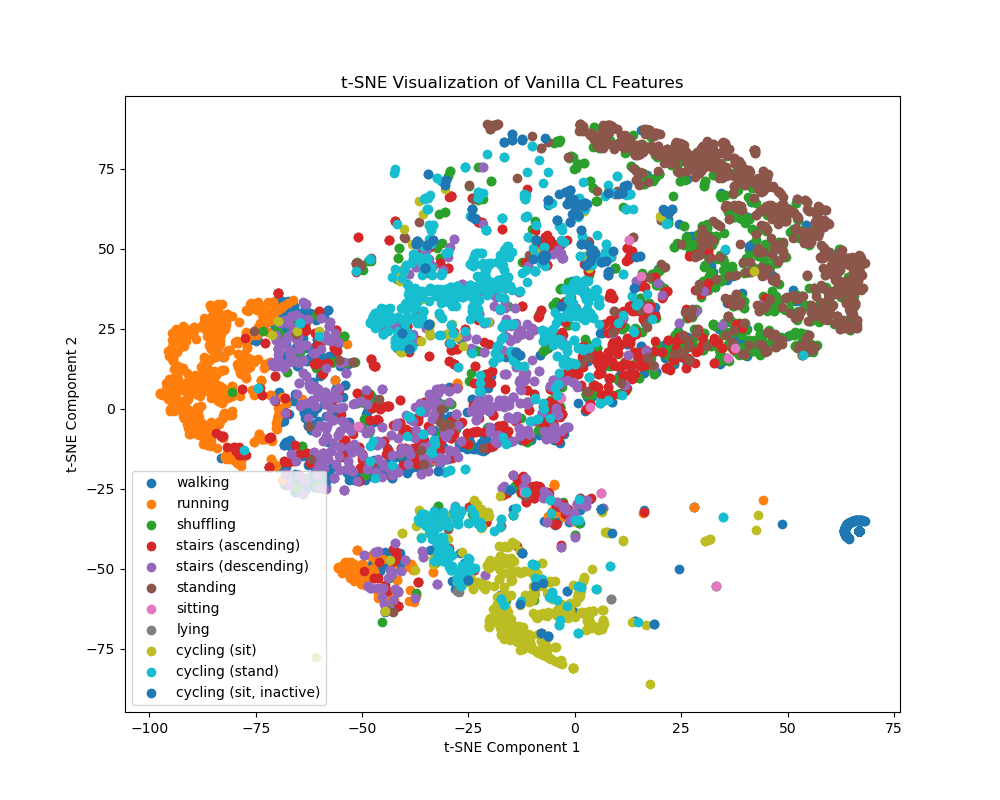 t-SNE Visualization of Vanilla CL Features
t-SNE Component 2
75
50
25
0
−25
−50
−75
walking
running
shuffling
stairs (ascending)
stairs (descending)
standing
sitting
lying
cycling (sit)
cycling (stand)
cycling (sit, inactive)
−100 −75 −50 −25 0 25 50 75
t-SNE Component 1